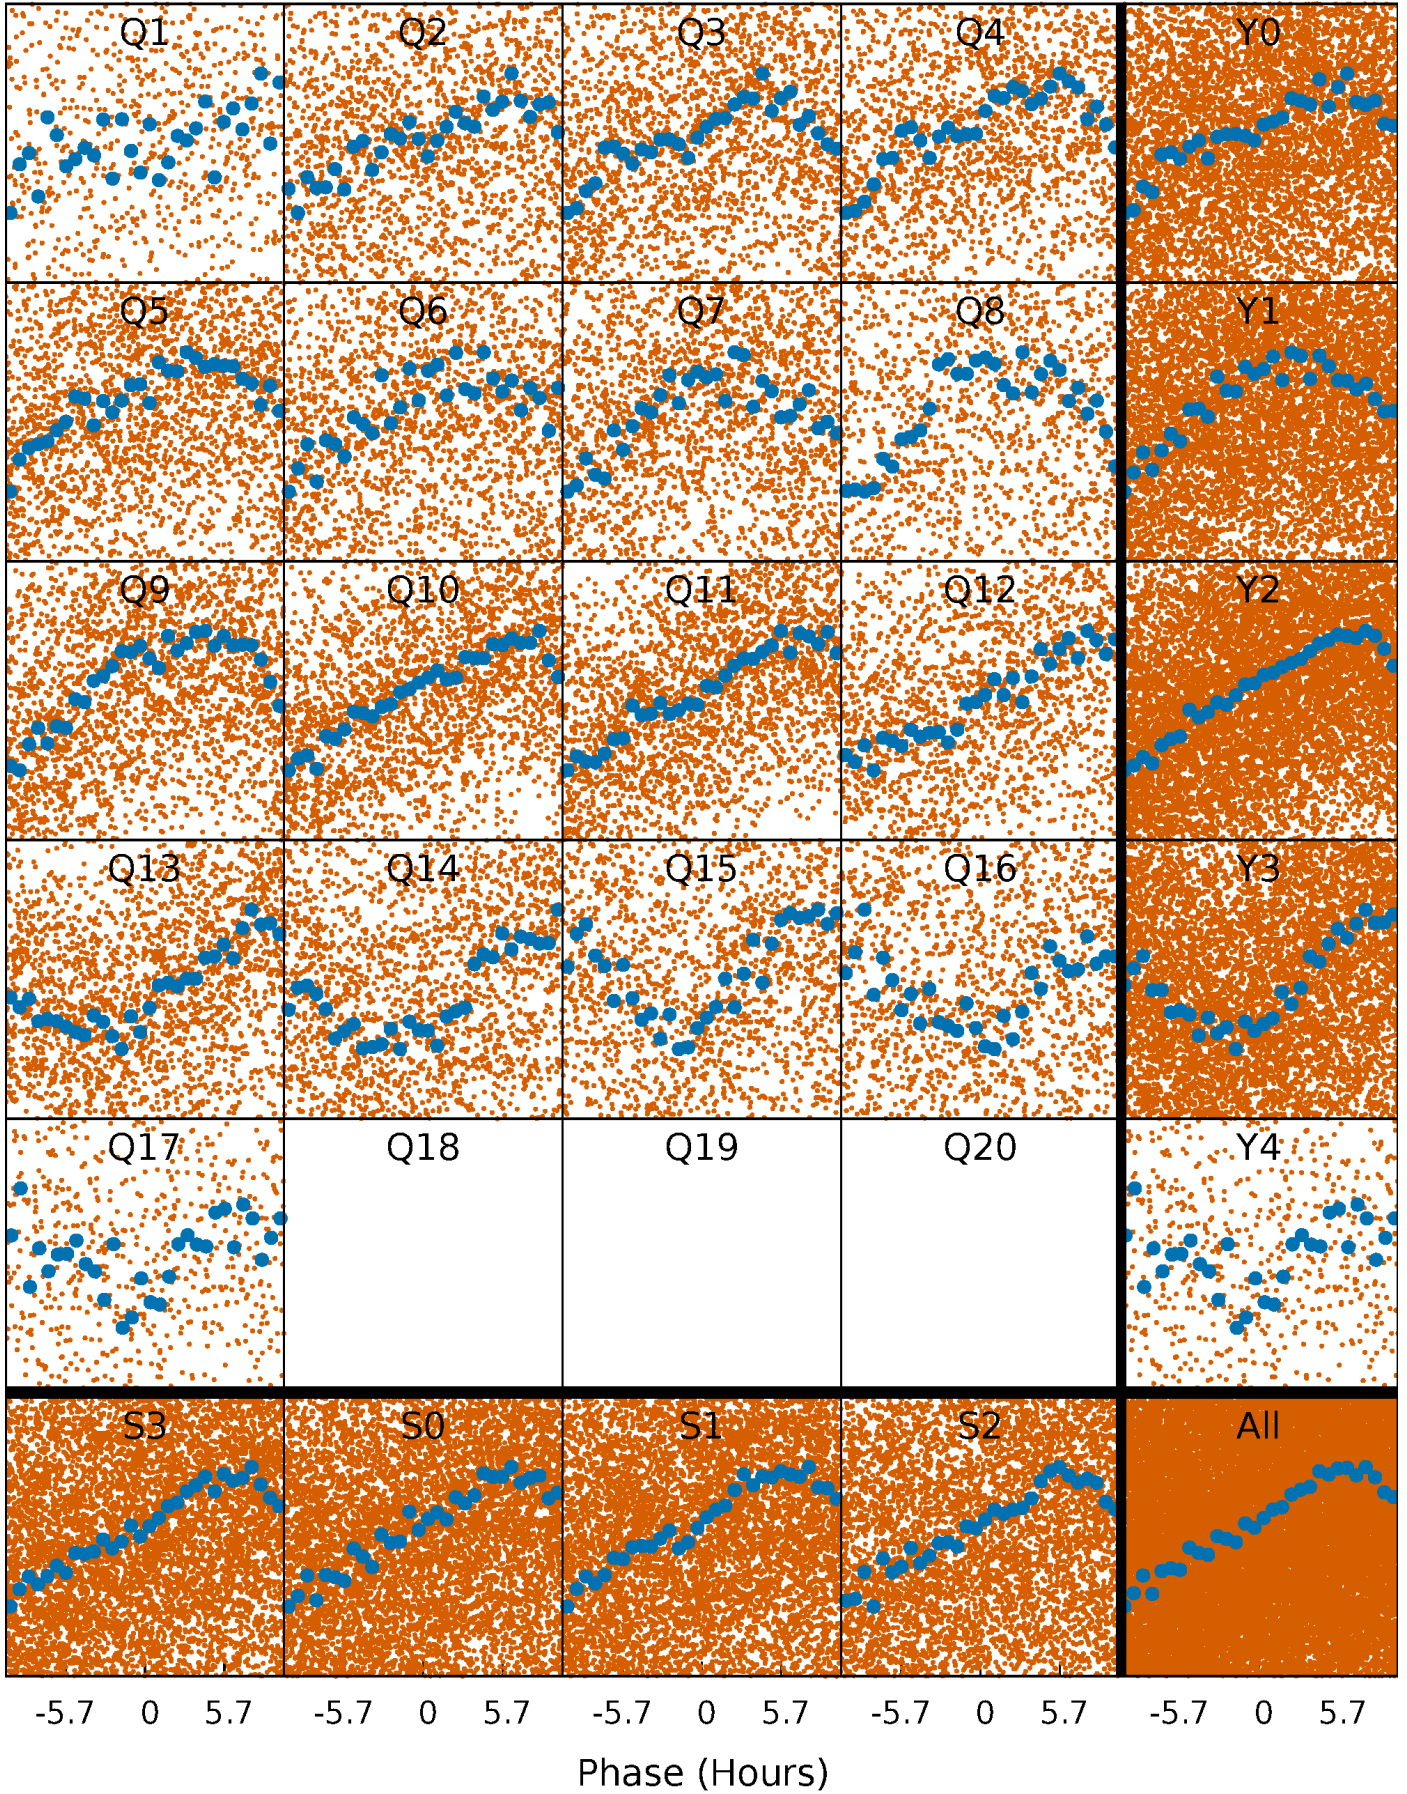 Q1 Q2 Q3 Q4 Y0
Q5 Q6 Q7 Q8 Y1
Q9 Q10 Q11 Q12 Y2
Q13 Q14 Q15 Q16 Y3
Q17 Q18 Q19 Q20 Y4
S3 S0 S1 S2 All
-5.7 0 5.7 -5.7 0 5.7 -5.7 0 5.7 -5.7 0 5.7 -5.7 0 5.7
Phase (Hours)